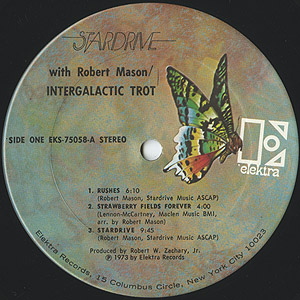 STARDRIVE
with Robert Mason/
INTERGALACTIC TROT
SIDE ONE EKS-75058-A STEREO
elektra
1. RUSHES 6:10
(Robert Mason, Stardrive Music ASCAP)
2. STRAWBERRY FIELDS FOREVER 4:00
(Lennon-McCartney, Maclen Music BMI,
arr. by Robert Mason)
3. STARDRIVE 9:45
(Robert Mason, Stardrive Music ASCAP)
Produced by Robert W. Zachary, Jr.
Ⓟ 1973 by Elektra Records
Elektra Records, 15 Columbus Circle, New York City 10023